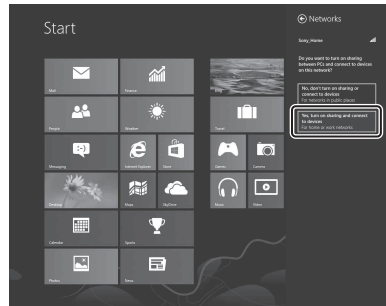 Start
Mail
Finance
People
Weather
Messaging
Internet Explorer
Store
Desktop
Maps
SkyDrive
Calendar
Sports
Photos
News
Bing
Travel
Games
Camera
Music
Video
Networks
Sony_Home
Do you want to turn on sharing
between PCs and connect to devices
on this network?
No, don't turn on sharing or
connect to devices
For networks in public places
Yes, turn on sharing and connect
to devices
For home or work networks